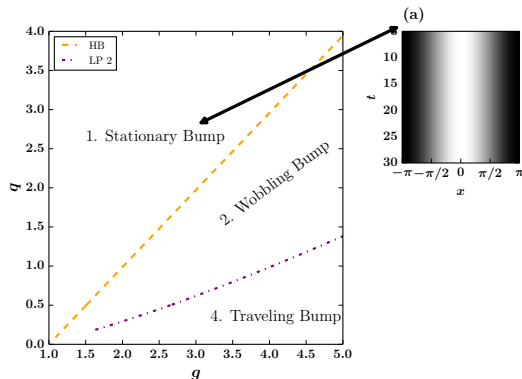 (a)
HB
LP 2
1. Stationary Bump
2. Wobbling Bump
4. Traveling Bump
4.0
3.5
3.0
2.5
2.0
1.5
1.0
0.5
0.0
q
1.0 1.5 2.0 2.5 3.0 3.5 4.0 4.5 5.0
g
5
10
15
20
25
30
t
−π −π/2 0 π/2 π
x